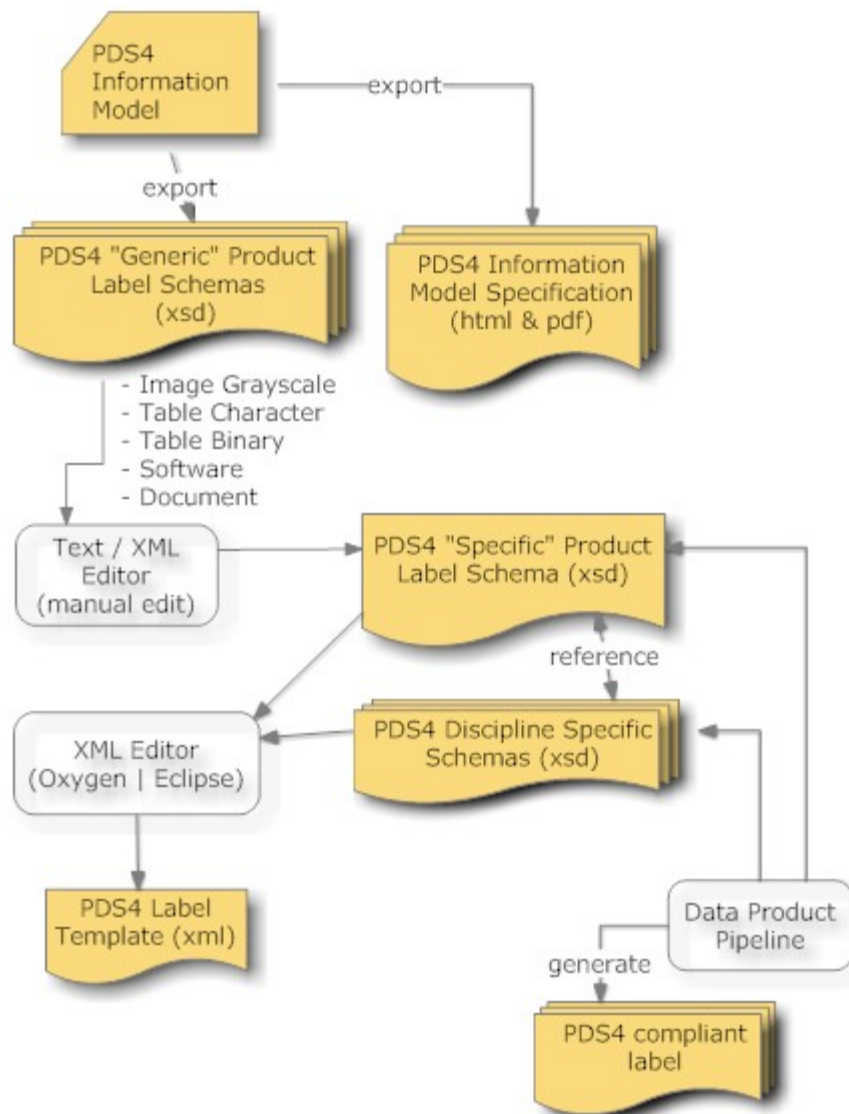 PDS4
Information
Model
export
export
PDS4 "Generic" Product
Label Schemas
(xsd)
PDS4 Information
Model Specification
(html & pdf)
- Image Grayscale
- Table Character
- Table Binary
- Software
- Document
Text / XML
Editor
(manual edit)
PDS4 "Specific" Product
Label Schema (xsd)
reference
XML Editor
(Oxygen | Eclipse)
PDS4 Discipline Specific
Schemas (xsd)
PDS4 Label
Template (xml)
Data Product
Pipeline
generate
PDS4 compliant
label